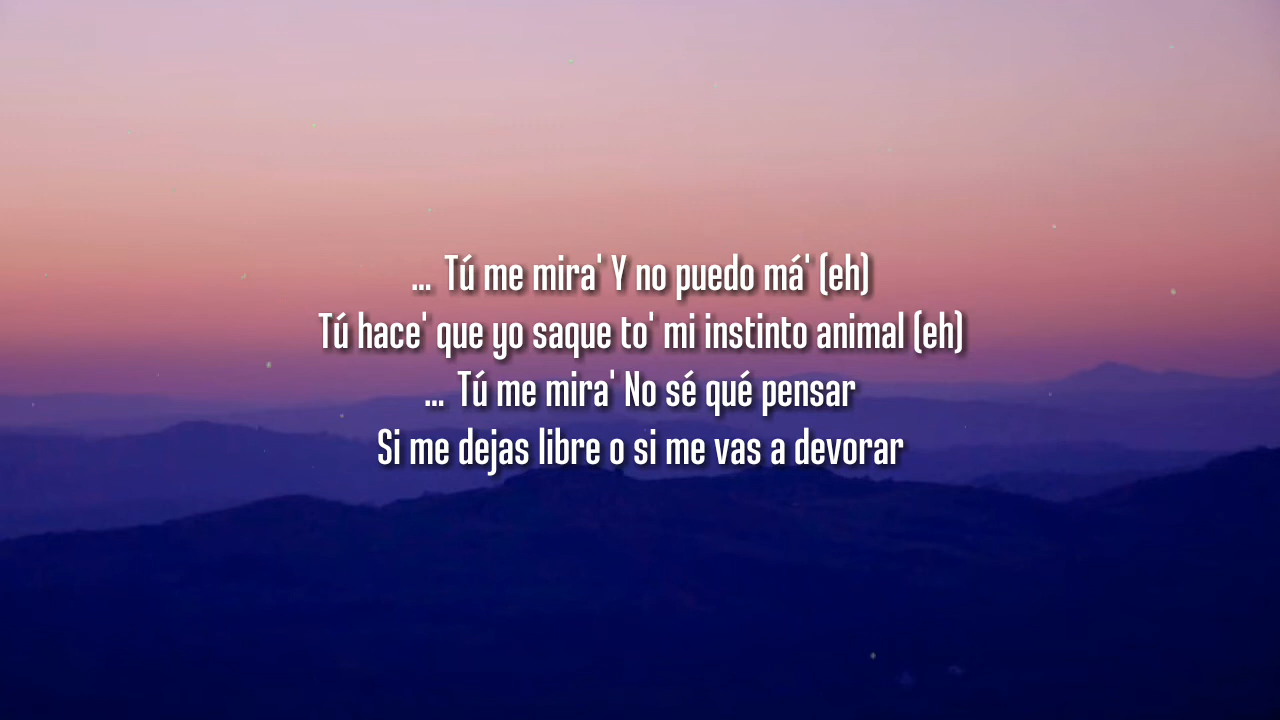 ... Tú me mira' Y no puedo má' (eh)
Tú hace' que yo saque to' mi instinto animal (eh)
... Tú me mira' No sé qué pensar
Si me dejas libre o si me vas a devorar